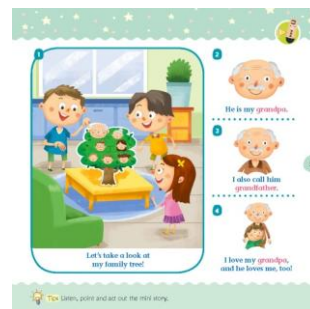 1
Let's take a look at
my family tree!
2
He is my grandpa.
3
I also call him
grandfather.
4
I love my grandpa,
and he loves me, too!
Tips Listen, point and act out the mini story.